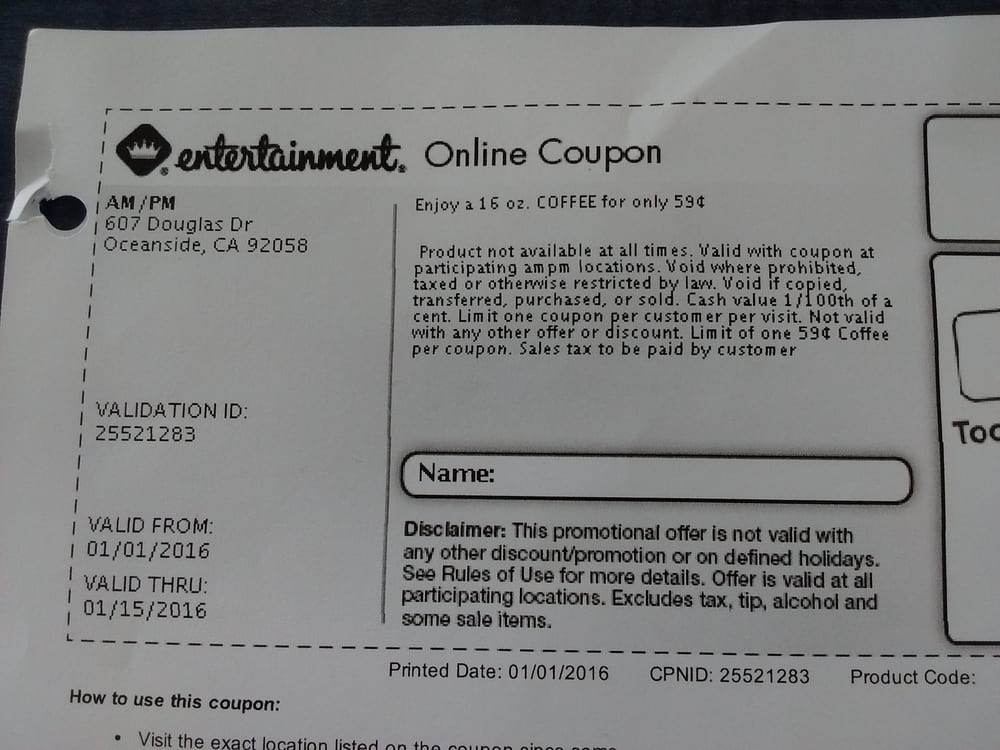 entertainment® Online Coupon
AM/PM
607 Douglas Dr
Oceanside, CA 92058
VALIDATION ID:
25521283
VALID FROM:
01/01/2016
VALID THRU:
01/15/2016
Enjoy a 16 oz. COFFEE for only 59¢
Product not available at all times. Valid with coupon at
participating ampm locations. Void where prohibited,
taxed or otherwise restricted by law. Void if copied,
transferred, purchased, or sold. Cash value 1/100th of a
cent. Limit one coupon per customer per visit. Not valid
with any other offer or discount. Limit of one 59¢ Coffee
per coupon. Sales tax to be paid by customer
Name:
Disclaimer: This promotional offer is not valid with
any other discount/promotion or on defined holidays.
See Rules of Use for more details. Offer is valid at all
participating locations. Excludes tax, tip, alcohol and
some sale items.
Printed Date: 01/01/2016 CPNID: 25521283 Product Code:
How to use this coupon:
• Visit the exact location listed on the coupon since some